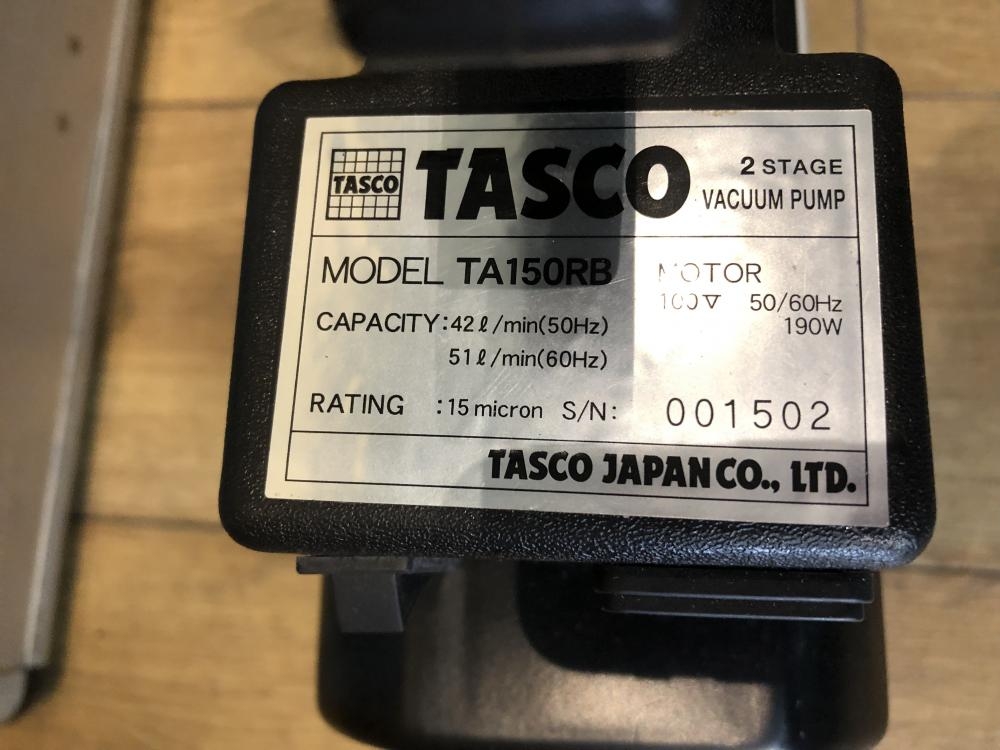 TASCO
TASCO
2 STAGE
VACUUM PUMP
MODEL TA150RB
CAPACITY:42ℓ/min(50Hz)
51ℓ/min(60Hz)
RATING :15 micron S/N: 001502
MOTOR
100V 50/60Hz
190W
TASCO JAPAN CO., LTD.